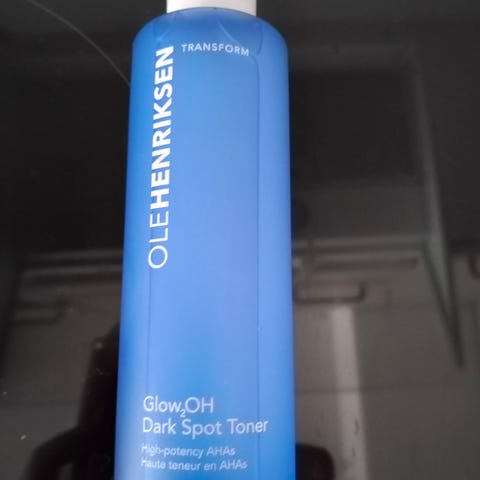 TRANSFORM
OLEHENRIKSEN
Glow₂OH
Dark Spot Toner
High-potency AHAs
Haute teneur en AHAs